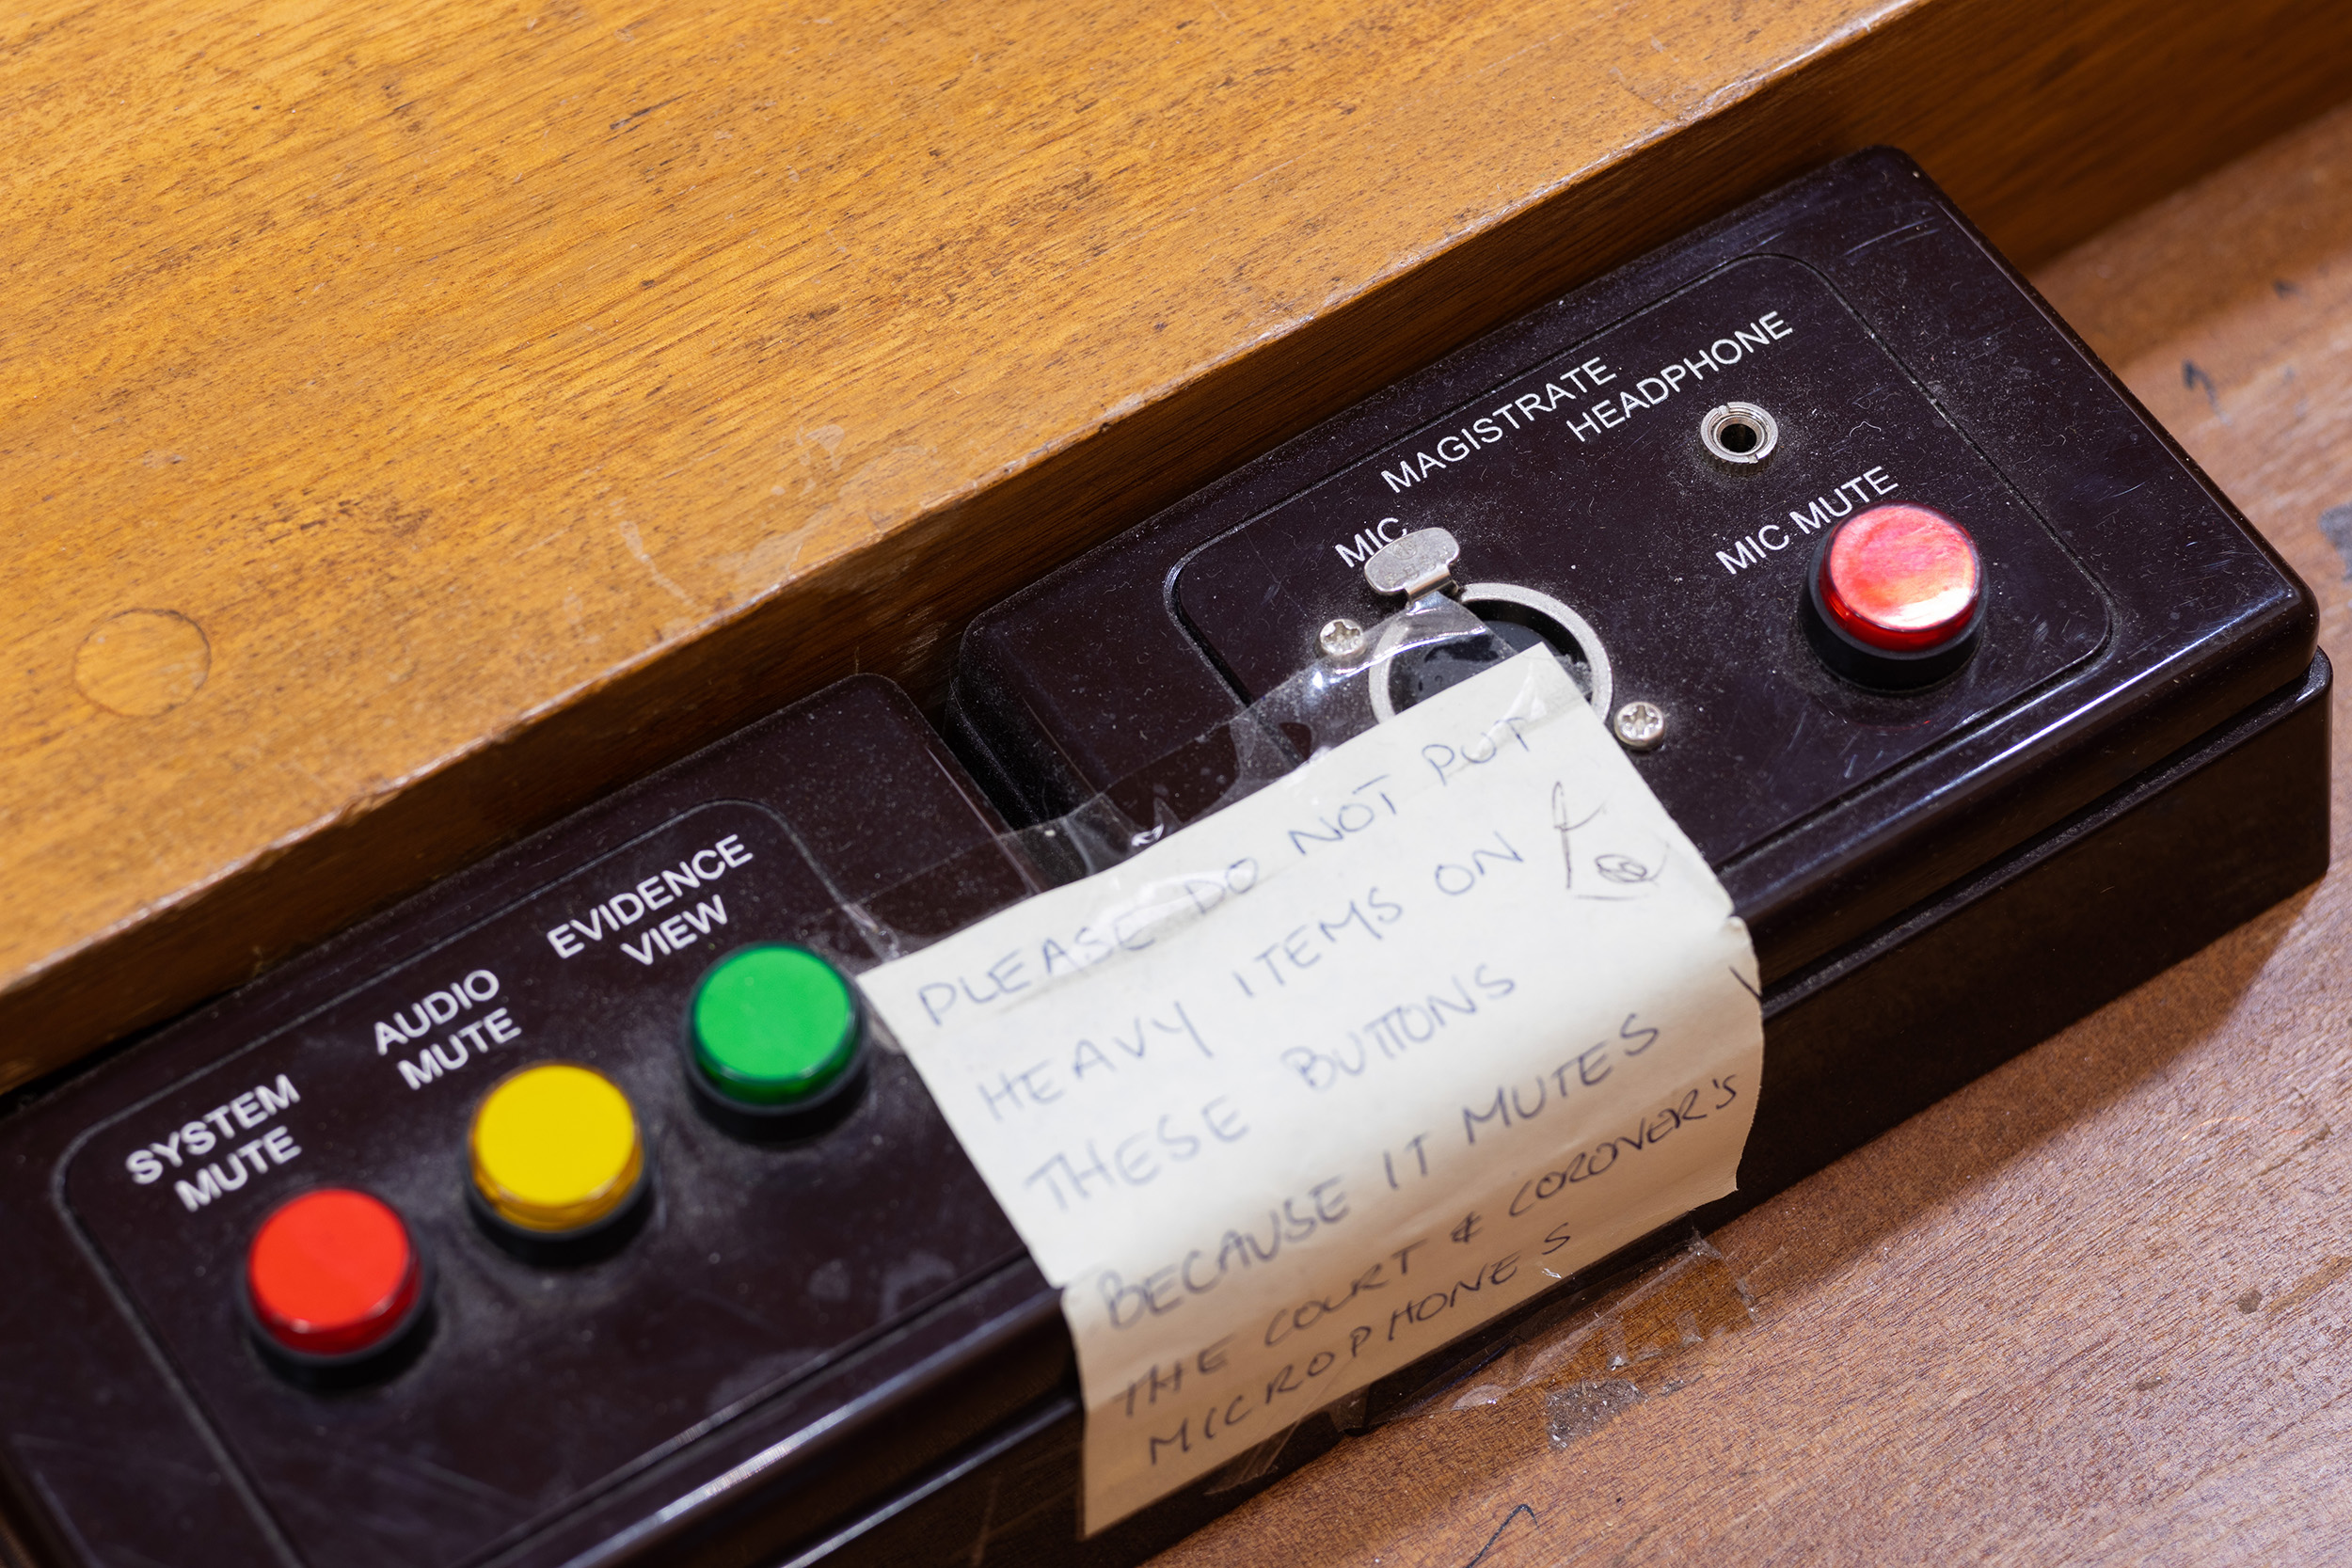 MAGISTRATE
HEADPHONE
MIC
MIC MUTE
EVIDENCE
VIEW
AUDIO
MUTE
SYSTEM
MUTE
PLEASE DO NOT PUT
HEAVY ITEMS ON
THESE BUTTONS
BECAUSE IT MUTES
THE COURT & CORONER'S
MICROPHONES